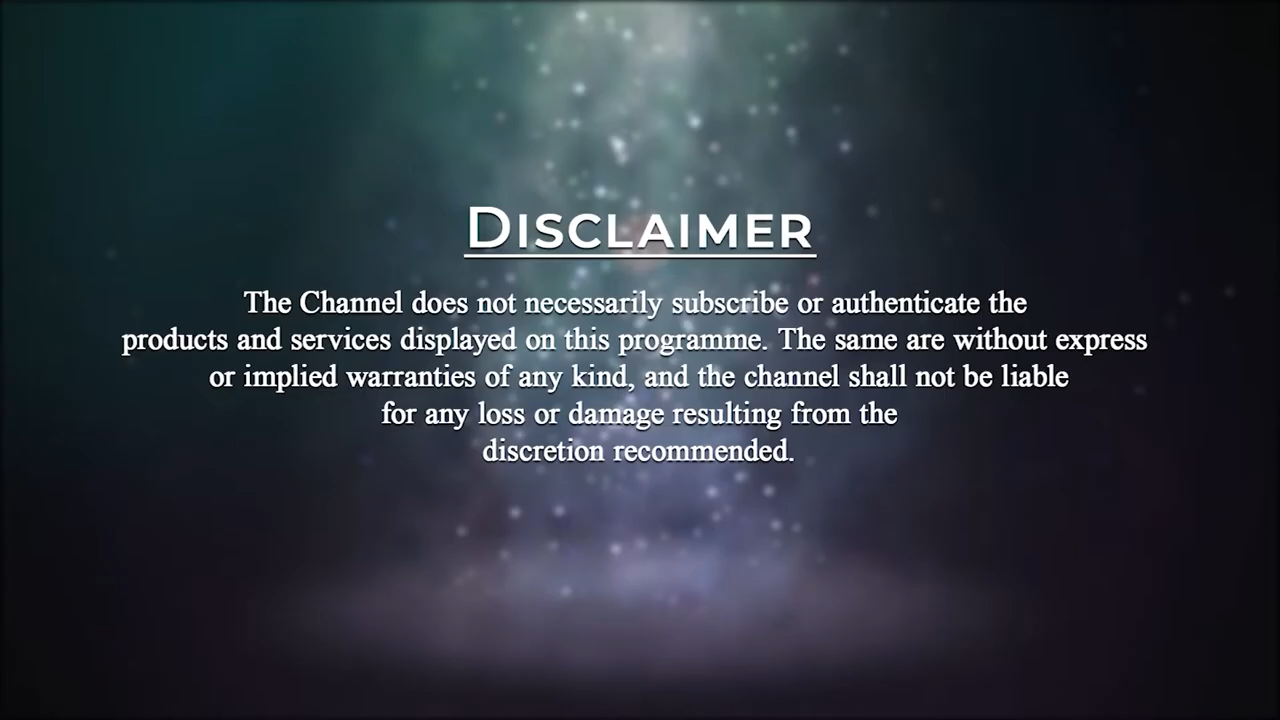 DISCLAIMER
The Channel does not necessarily subscribe or authenticate the
products and services displayed on this programme. The same are without express
or implied warranties of any kind, and the channel shall not be liable
for any loss or damage resulting from the
discretion recommended.